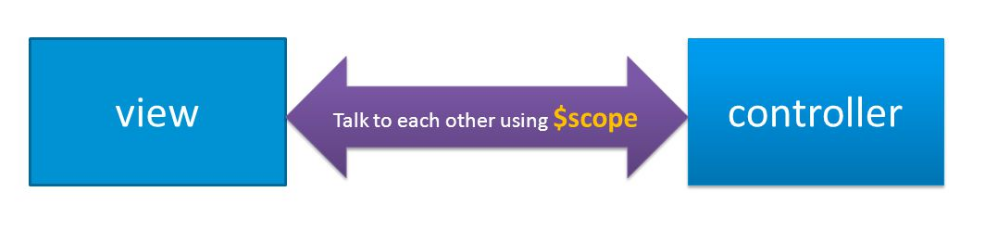 view
Talk to each other using $scope
controller